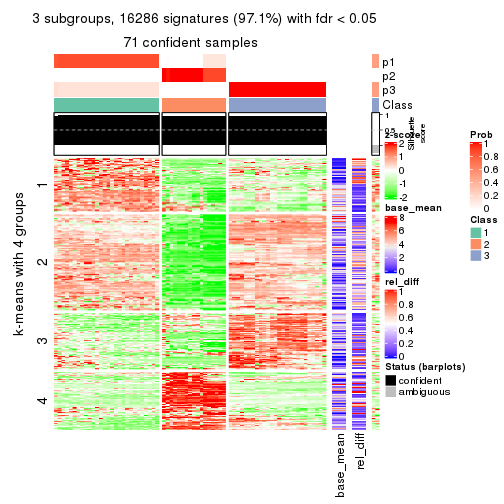 3 subgroups, 16286 signatures (97.1%) with fdr < 0.05
71 confident samples
p1
p2
p3
Class
1
0.5
Silhouette
score
k-means with 4 groups
1
2
3
4
base_mean
rel_diff
z-score
2
1
0
-1
-2
base_mean
8
6
4
2
0
rel_diff
1
0.8
0.6
0.4
0.2
0
Status (barplots)
confident
ambiguous
Prob
1
0.8
0.6
0.4
0.2
0
Class
1
2
3